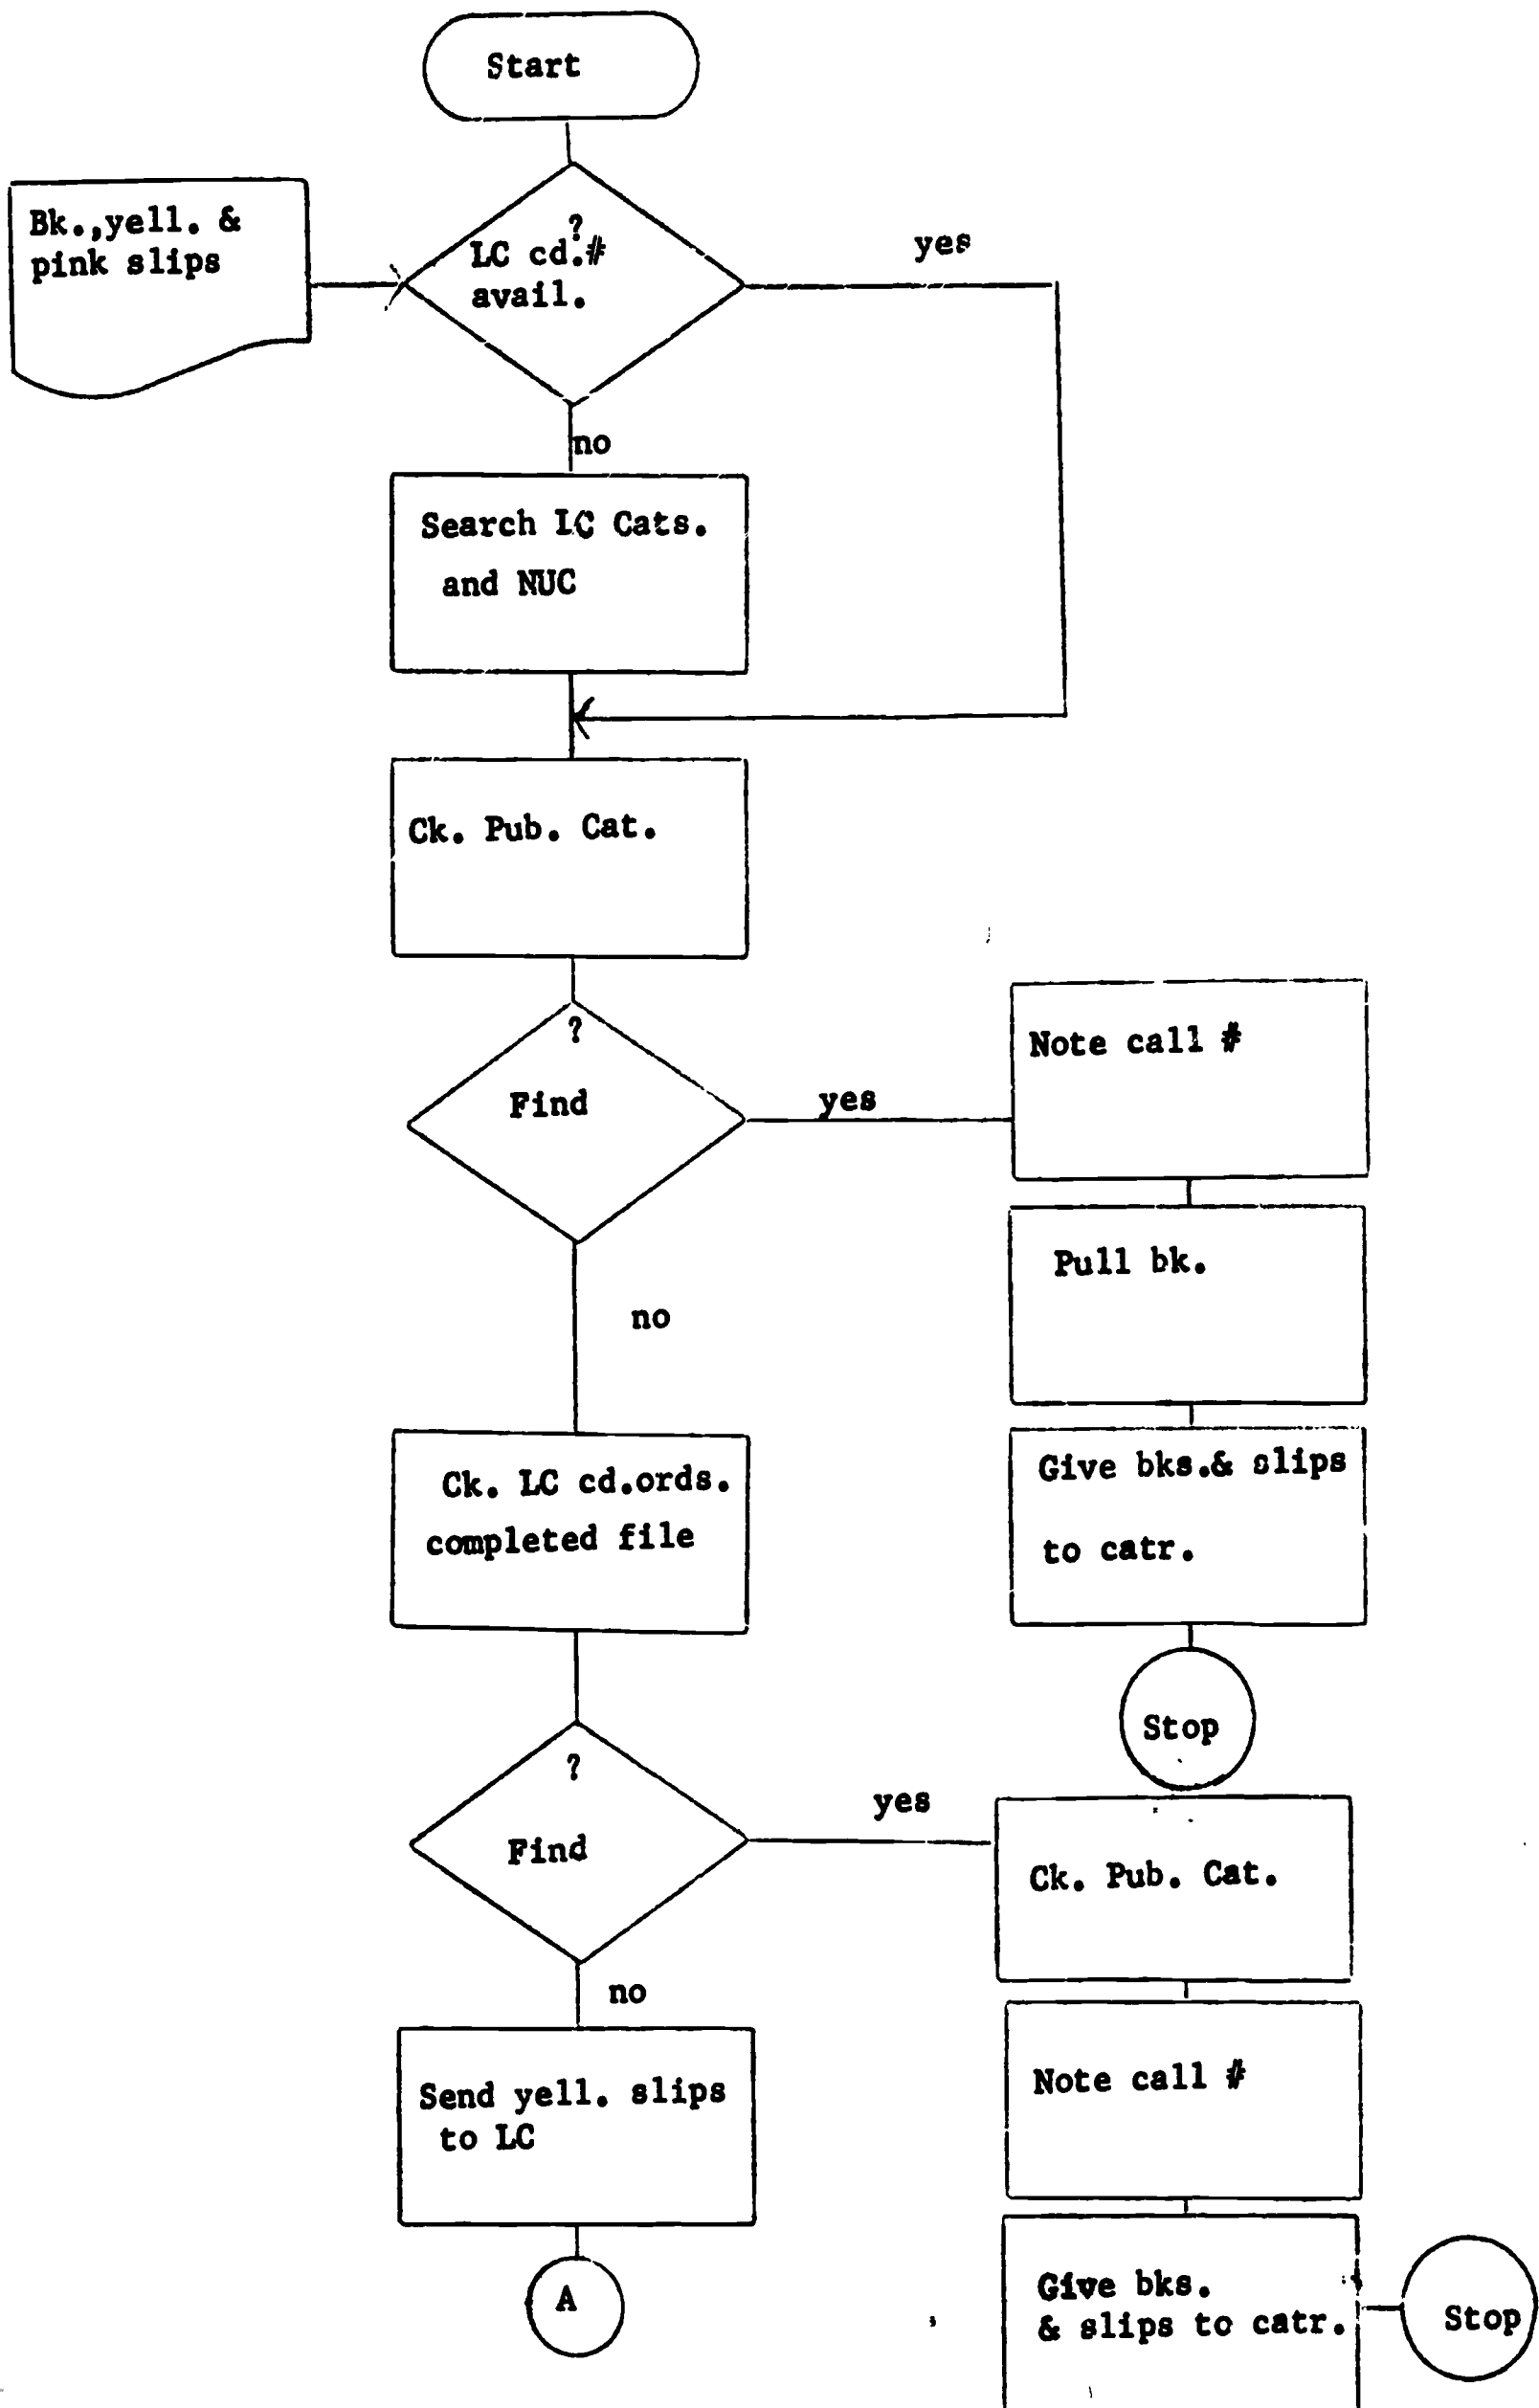 Start
Bk.,yell. &
pink slips
?
LC cd.#
avail.
yes
no
Search LC Cats.
and NUC
Ck. Pub. Cat.
?
Find
yes
Note call #
Pull bk.
no
Give bks.& slips
to catr.
Ck. LC cd.ords.
completed file
Stop
?
Find
yes
Ck. Pub. Cat.
no
Note call #
Send yell. slips
to LC
A
Give bks.
& slips to catr.
Stop